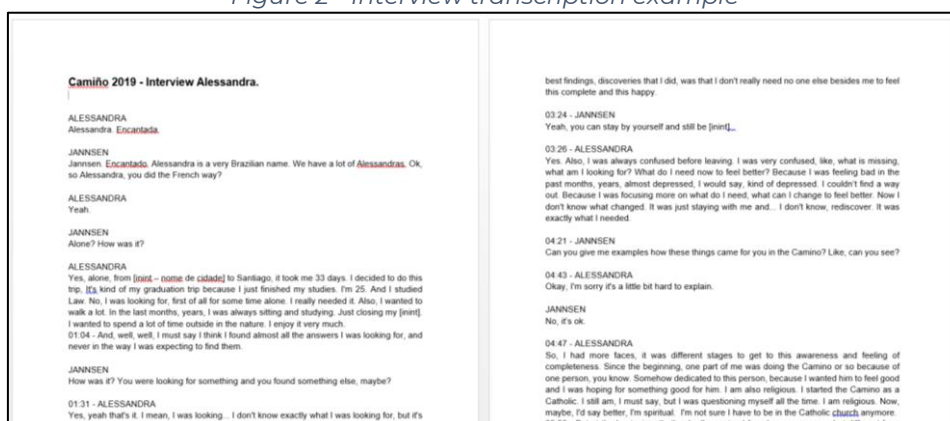 Figure 2 - Interview transcription example
Camiño 2019 - Interview Alessandra.
ALESSANDRA
Alessandra. Encantada.
JANNSEN
Jannsen. Encantado. Alessandra is a very Brazilian name. We have a lot of Alessandras. Ok,
so Alessandra, you did the French way?
ALESSANDRA
Yeah.
JANNSEN
Alone? How was it?
ALESSANDRA
Yes, alone, from [inint – nome de cidade] to Santiago, it took me 33 days. I decided to do this
trip. It's kind of my graduation trip because I just finished my studies. I'm 25. And I studied
Law. No, I was looking for, first of all for some time alone. I really needed it. Also, I wanted to
walk a lot. In the last months, years, I was always sitting and studying. Just closing my [inint].
I wanted to spend a lot of time outside in the nature. I enjoy it very much.
01:04 - And, well, well, I must say I think I found almost all the answers I was looking for, and
never in the way I was expecting to find them.
JANNSEN
How was it? You were looking for something and you found something else, maybe?
01:31 - ALESSANDRA
Yes, yeah that's it. I mean, I was looking... I don't know exactly what I was looking for, but it's
best findings, discoveries that I did, was that I don't really need no one else besides me to feel
this complete and this happy.
03:24 - JANNSEN
Yeah, you can stay by yourself and still be [inint]...
03:26 - ALESSANDRA
Yes. Also, I was always confused before leaving. I was very confused, like, what is missing,
what am I looking for? What do I need now to feel better? Because I was feeling bad in the
past months, years, almost depressed, I would say, kind of depressed. I couldn't find a way
out. Because I was focusing more on what do I need, what can I change to feel better. Now I
don't know what changed. It was just staying with me and... I don't know, rediscover. It was
exactly what I needed.
04:21 - JANNSEN
Can you give me examples how these things came for you in the Camino? Like, can you see?
04:43 - ALESSANDRA
Okay, I'm sorry it's a little bit hard to explain.
JANNSEN
No, it's ok.
04:47 - ALESSANDRA
So, I had more faces, it was different stages to get to this awareness and feeling of
completeness. Since the beginning, one part of me was doing the Camino or so because of
one person, you know. Somehow dedicated to this person, because I wanted him to feel good
and I was hoping for something good for him. I am also religious. I started the Camino as a
Catholic. I still am, I must say, but I was questioning myself all the time. I am religious. Now,
maybe, I'd say better, I'm spiritual. I'm not sure I have to be in the Catholic church anymore.